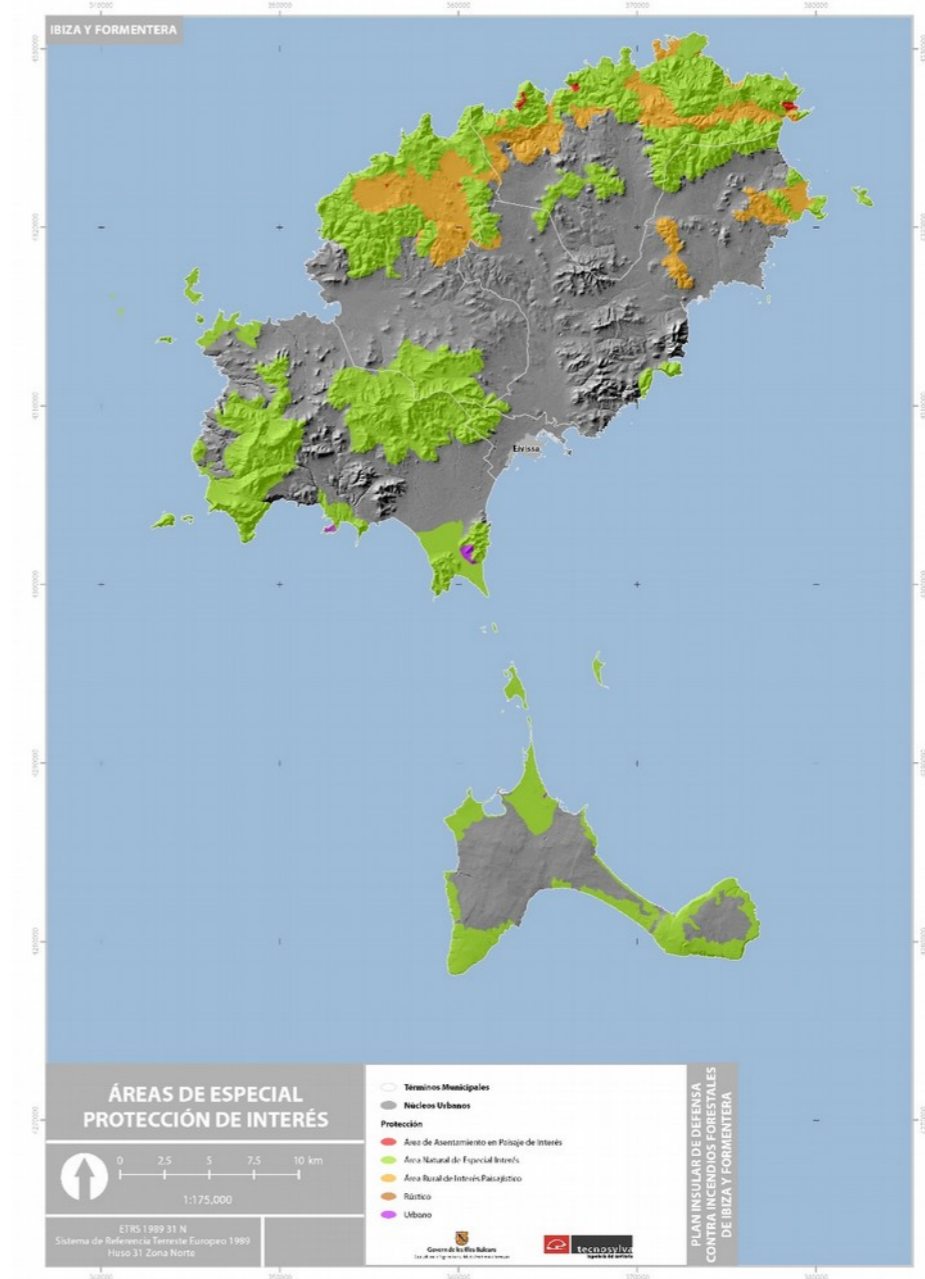 IBIZA Y FORMENTERA
Eivissa
ÁREAS DE ESPECIAL
PROTECCIÓN DE INTERÉS
0 2,5 5 7,5 10 km
1:175,000
ETRS 1989 31 N
Sistema de Referencia Terreste Europeo 1989
Huso 31 Zona Norte
Términos Municipales
Núcleos Urbanos
Protección
Área de Asentamiento en Paisaje de Interés
Área Natural de Especial Interés
Área Rural de Interés Paisajístico
Rústico
Urbano
Govern de les Illes Balears
tecnosylva
PLAN INSULAR DE DEFENSA
CONTRA INCENDIOS FORESTALES
DE IBIZA Y FORMENTERA